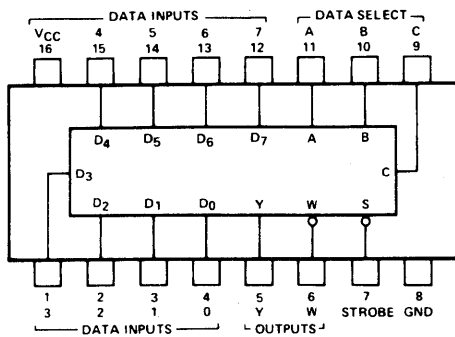 DATA INPUTS DATA SELECT
VCC 4 5 6 7 A B C
16 15 14 13 12 11 10 9
D4 D5 D6 D7 A B
D3 C
D2 D1 D0 Y W S
1 2 3 4 5 6 7 8
3 2 1 0 Y W STROBE GND
DATA INPUTS OUTPUTS